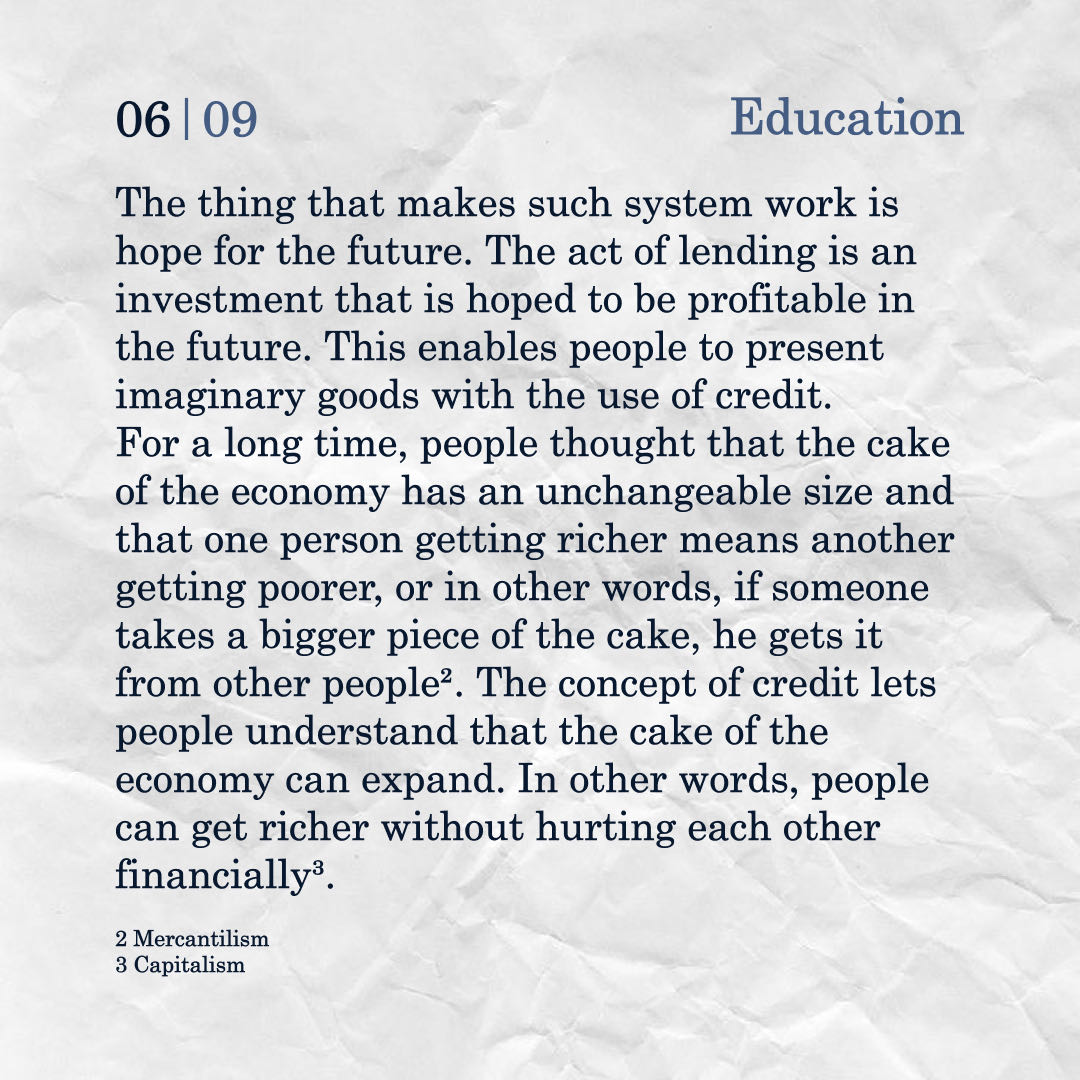 06 | 09
Education
The thing that makes such system work is
hope for the future. The act of lending is an
investment that is hoped to be profitable in
the future. This enables people to present
imaginary goods with the use of credit.
For a long time, people thought that the cake
of the economy has an unchangeable size and
that one person getting richer means another
getting poorer, or in other words, if someone
takes a bigger piece of the cake, he gets it
from other people². The concept of credit lets
people understand that the cake of the
economy can expand. In other words, people
can get richer without hurting each other
financially³.
2 Mercantilism
3 Capitalism